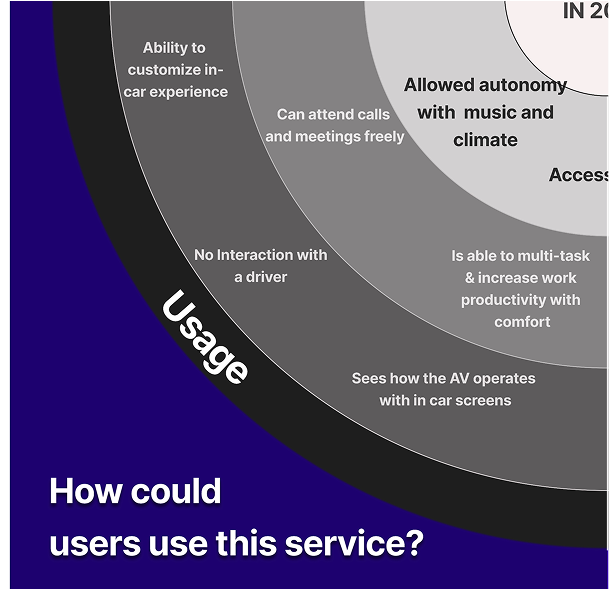 IN 20
Ability to
customize in-
car experience
Allowed autonomy
with music and
climate
Can attend calls
and meetings freely
Access
No Interaction with
a driver
Is able to multi-task
& increase work
productivity with
comfort
Usage
Sees how the AV operates
with in car screens
How could
users use this service?